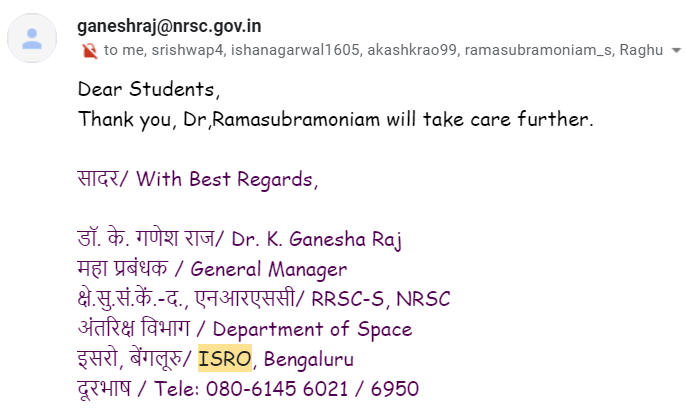 ganeshraj@nrsc.gov.in
to me, srishwap4, ishanagarwal1605, akashkrao99, ramasubramoniam_s, Raghu
Dear Students,
Thank you, Dr,Ramasubramoniam will take care further.
सादर/ With Best Regards,
डॉ. के. गणेश राज/ Dr. K. Ganesha Raj
महा प्रबंधक / General Manager
क्षे.सु.सं.कें.-द., एनआरएससी/ RRSC-S, NRSC
अंतरिक्ष विभाग / Department of Space
इसरो, बेंगलूरु/ ISRO, Bengaluru
दूरभाष / Tele: 080-6145 6021 / 6950